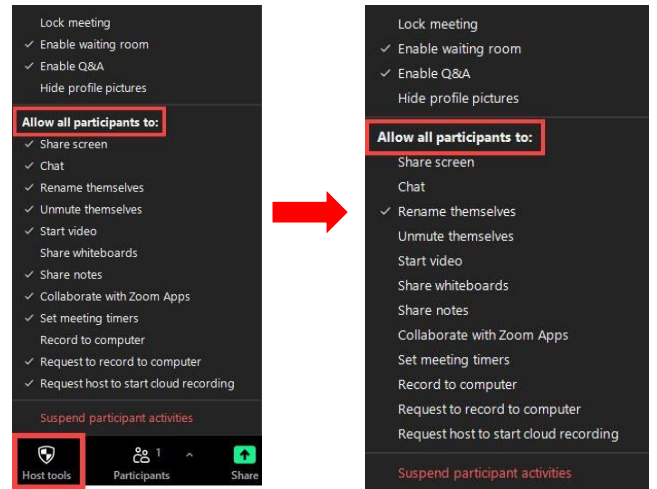 Lock meeting
✓ Enable waiting room
✓ Enable Q&A
Hide profile pictures
Allow all participants to:
✓ Share screen
✓ Chat
✓ Rename themselves
✓ Unmute themselves
✓ Start video
Share whiteboards
✓ Share notes
✓ Collaborate with Zoom Apps
✓ Set meeting timers
Record to computer
✓ Request to record to computer
✓ Request host to start cloud recording
Suspend participant activities
1
Host tools Participants Share
Lock meeting
✓ Enable waiting room
✓ Enable Q&A
Hide profile pictures
Allow all participants to:
Share screen
Chat
✓ Rename themselves
Unmute themselves
Start video
Share whiteboards
Share notes
Collaborate with Zoom Apps
Set meeting timers
Record to computer
Request to record to computer
Request host to start cloud recording
Suspend participant activities